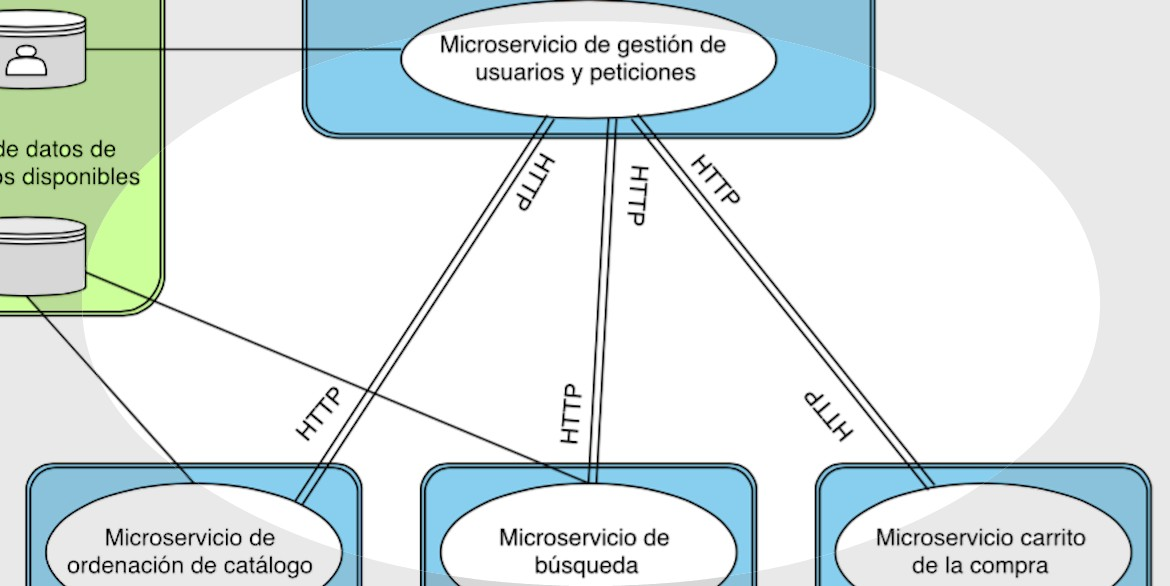 Microservicio de gestión de
usuarios y peticiones
de datos de
os disponibles
HTTP
HTTP
HTTP
HTTP
HTTP
HTTP
Microservicio de
ordenación de catálogo
Microservicio de
búsqueda
Microservicio carrito
de la compra